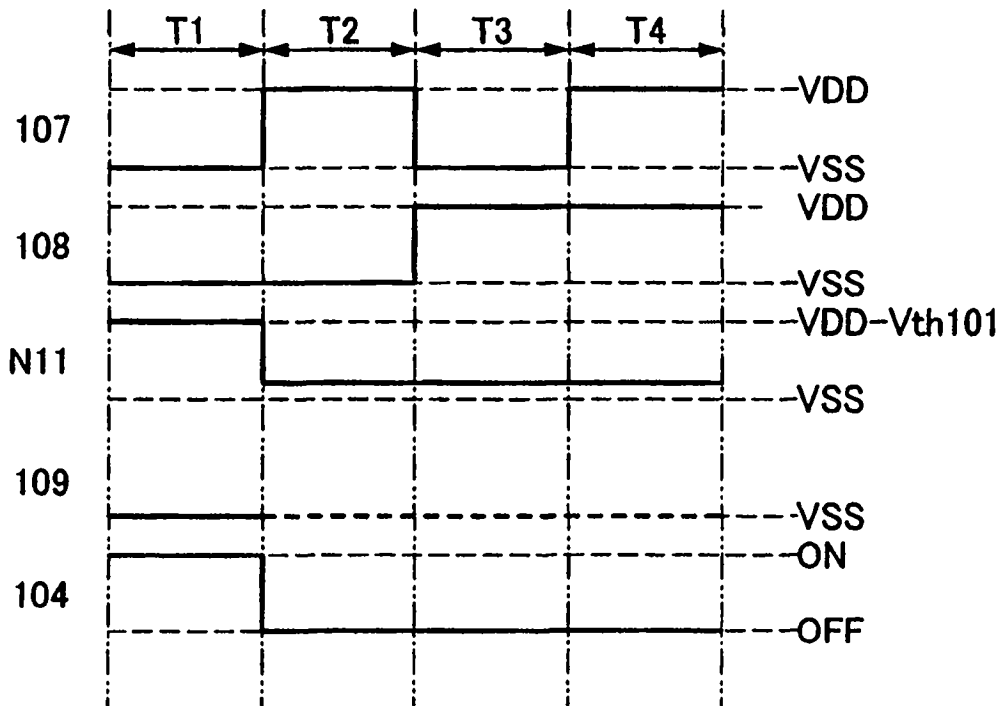 T1 T2 T3 T4
107
VDD
VSS
108
VDD
VSS
N11
VDD-Vth101
VSS
109
VSS
104
ON
OFF